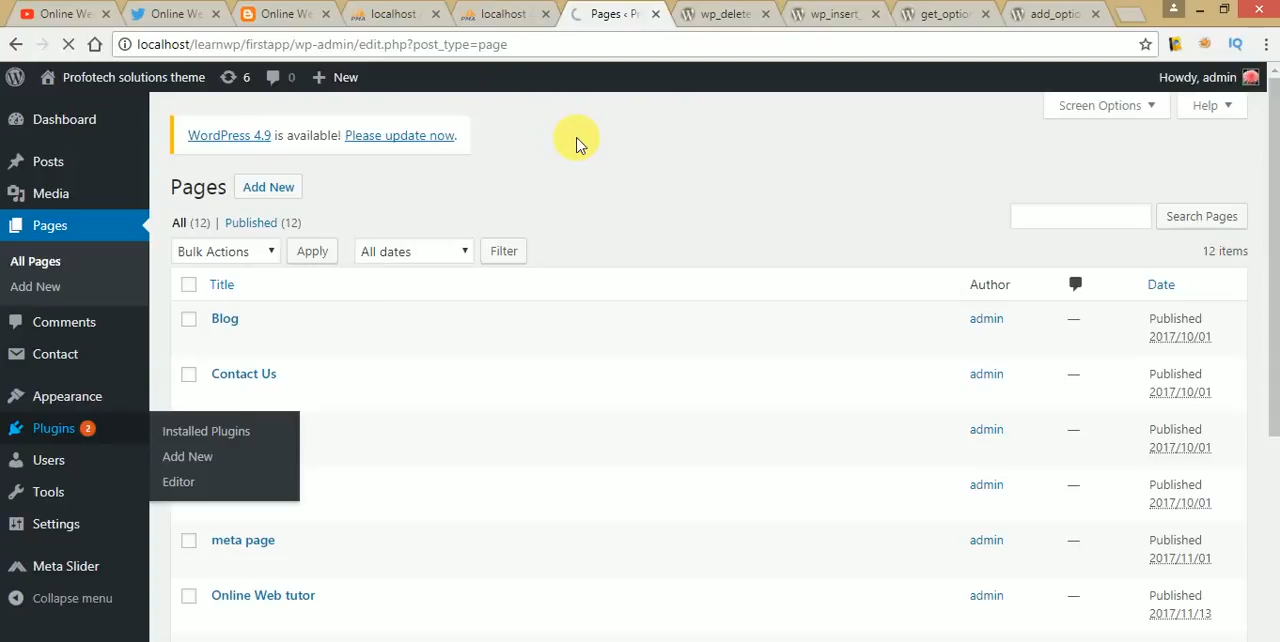 Online We
Online We
Online We
localhost
localhost
Pages ‹ Pr
wp_delete
wp_insert_
get_optio
add_optio
localhost/learnwp/firstapp/wp-admin/edit.php?post_type=page
IQ
Profotech solutions theme 6 0 New Howdy, admin
Dashboard
Posts
Media
Pages
All Pages
Add New
Comments
Contact
Appearance
Plugins 2
Users
Tools
Settings
Meta Slider
Collapse menu
Installed Plugins
Add New
Editor
Screen Options Help
WordPress 4.9 is available! Please update now.
Pages Add New
All (12) | Published (12)
Search Pages
Bulk Actions Apply All dates Filter
12 items
Title Author Date
Blog admin — Published
2017/10/01
Contact Us admin — Published
2017/10/01
admin — Published
2017/10/01
admin — Published
2017/10/01
meta page admin — Published
2017/11/01
Online Web tutor admin — Published
2017/11/13